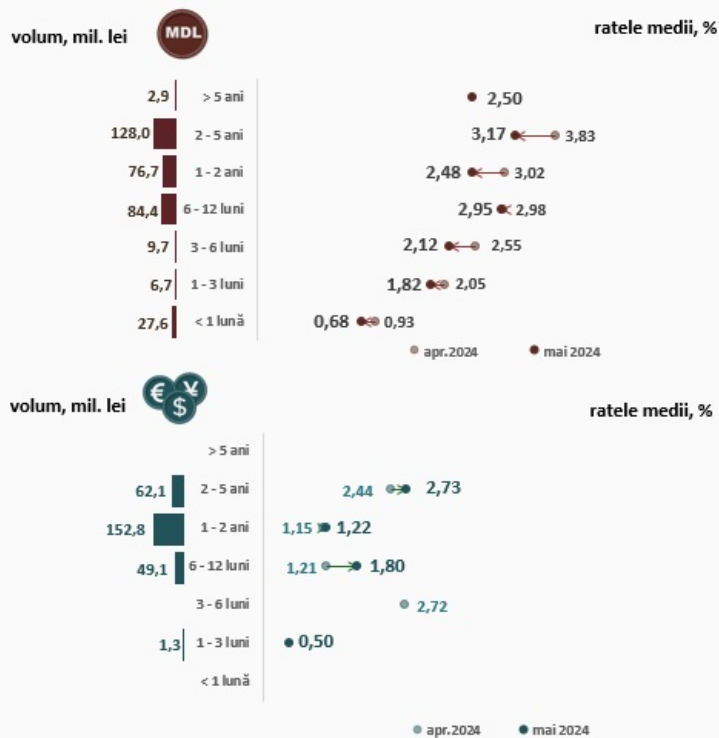 volum, mil. lei MDL ratele medii, %
2,9 > 5 ani 2,50
128,0 2 - 5 ani 3,17 3,83
76,7 1 - 2 ani 2,48 3,02
84,4 6 - 12 luni 2,95 2,98
9,7 3 - 6 luni 2,12 2,55
6,7 1 - 3 luni 1,82 2,05
27,6 < 1 lună 0,68 0,93
apr.2024 mai 2024
volum, mil. lei € ¥ $ ratele medii, %
> 5 ani
62,1 2 - 5 ani 2,44 2,73
152,8 1 - 2 ani 1,15 1,22
49,1 6 - 12 luni 1,21 1,80
3 - 6 luni 2,72
1,3 1 - 3 luni 0,50
< 1 lună
apr.2024 mai 2024